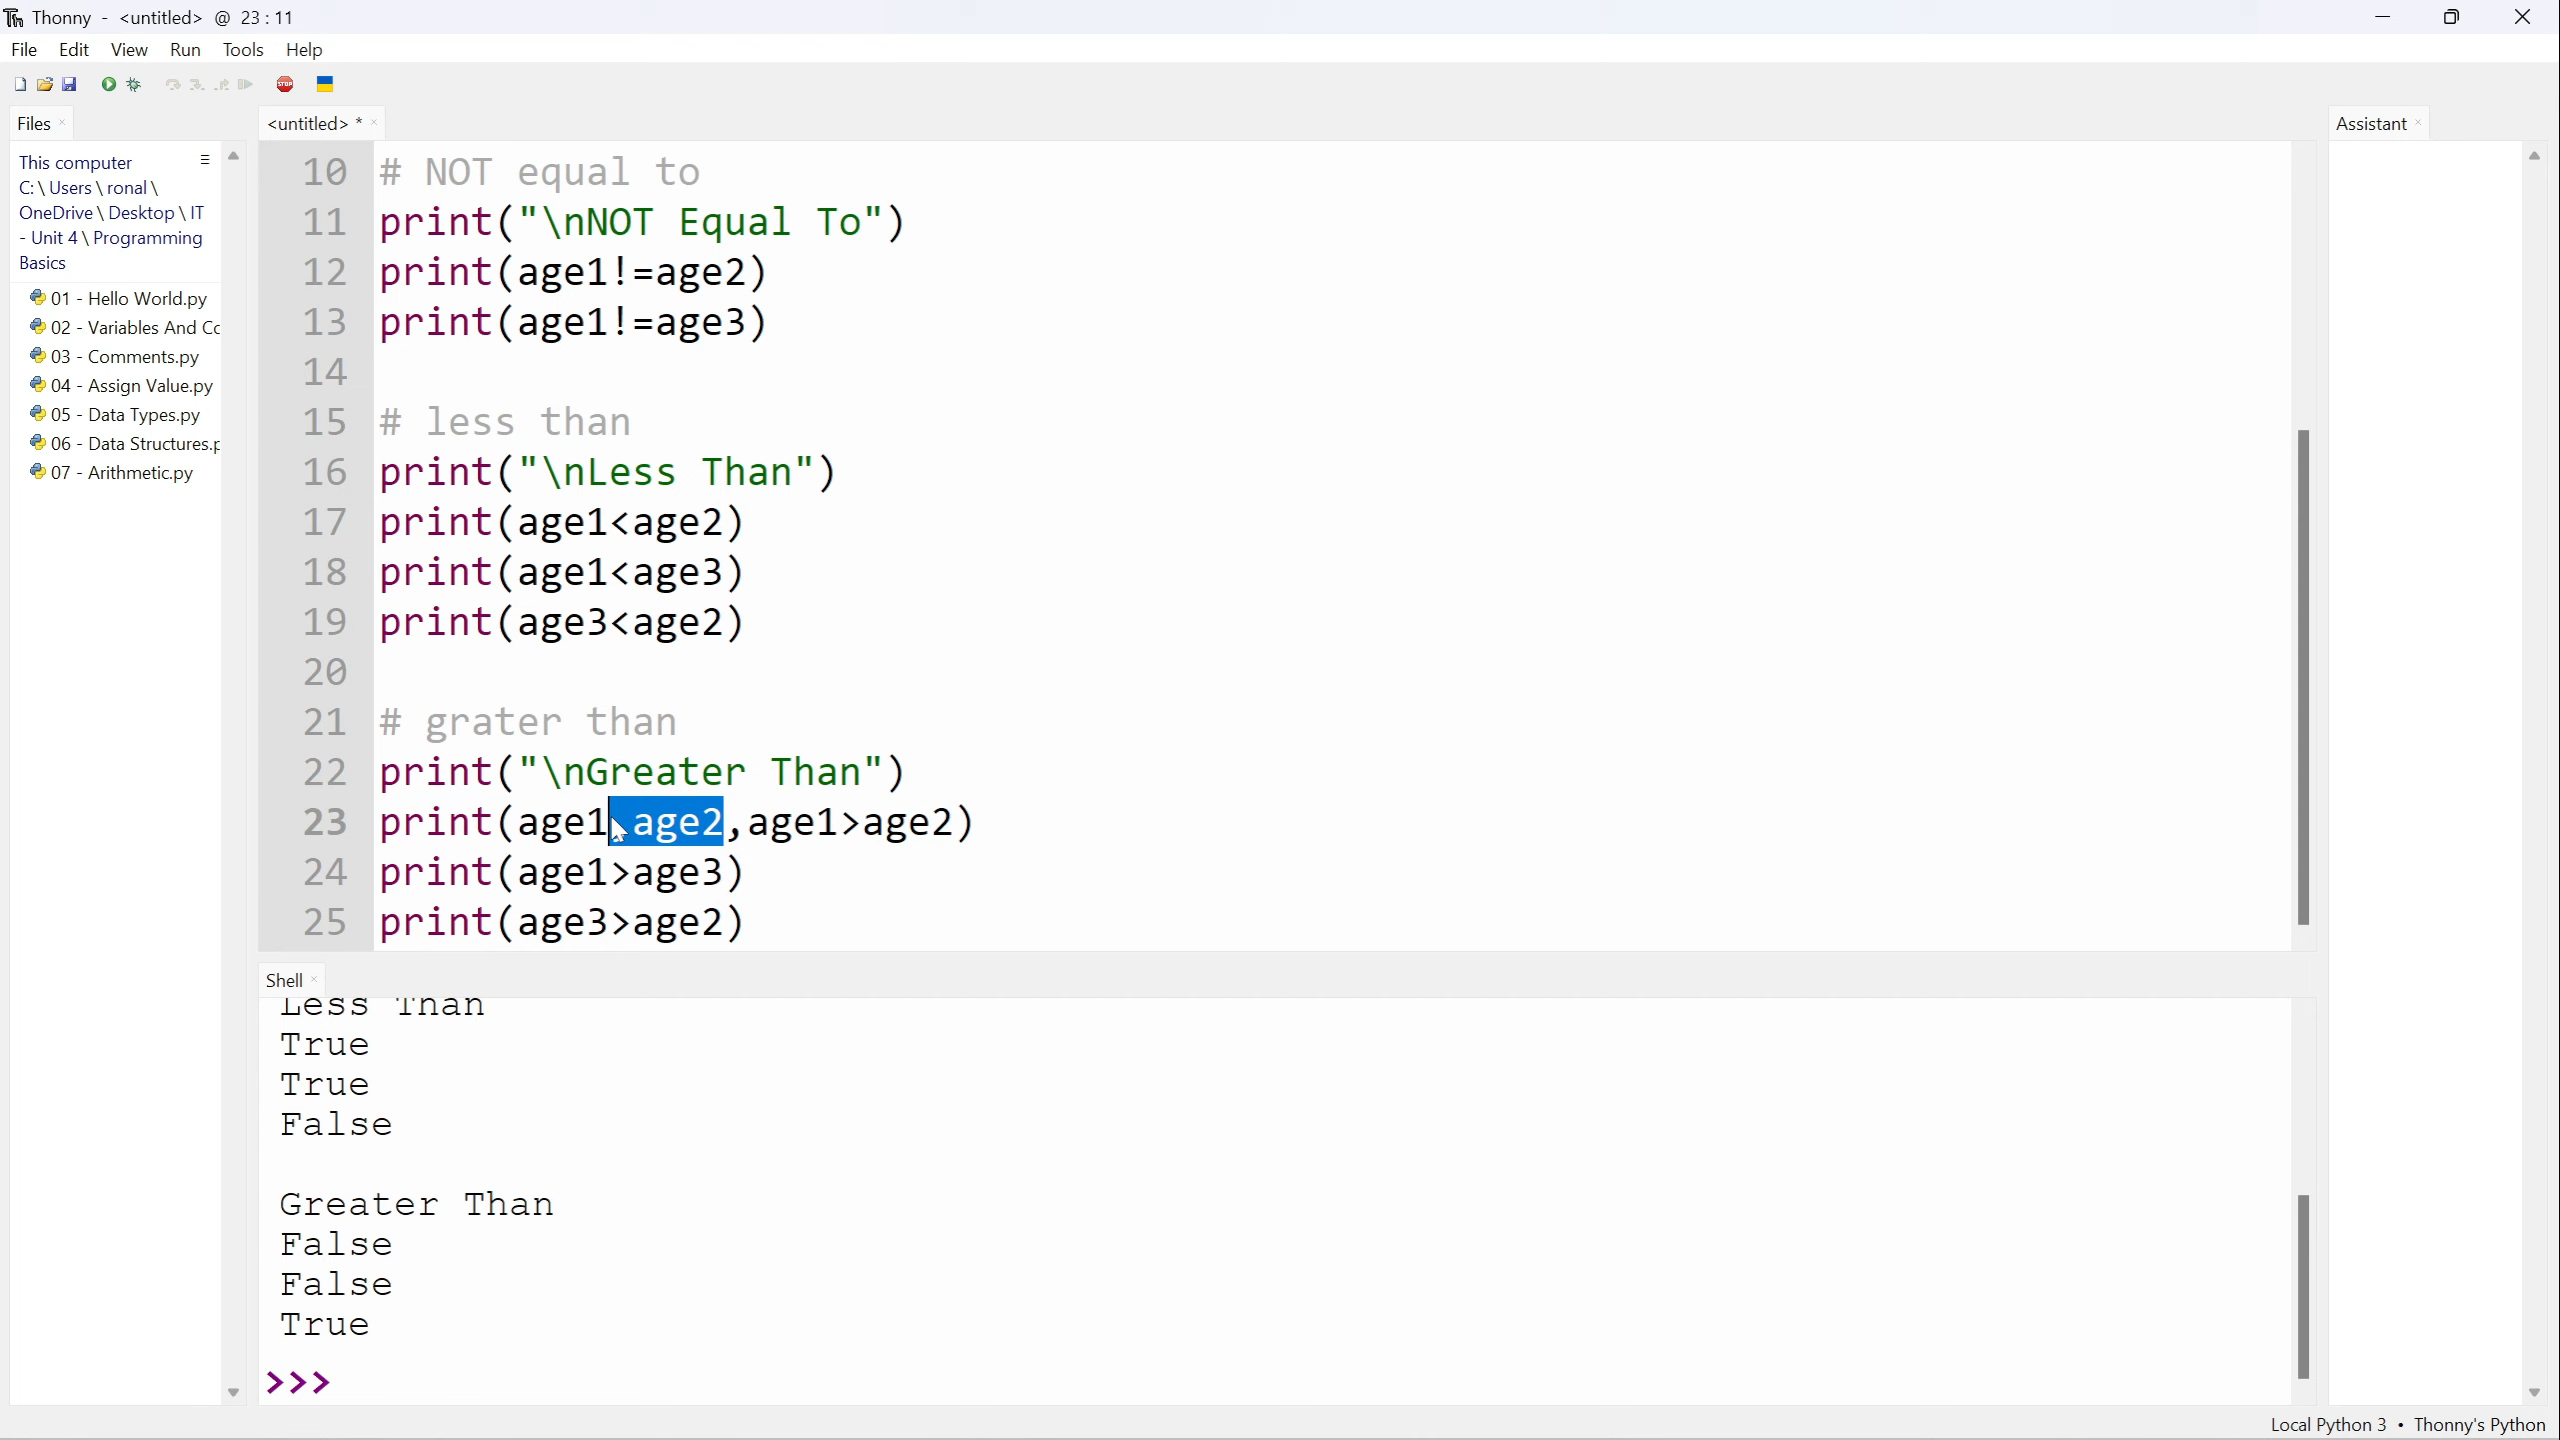 Thonny - <untitled> @ 23 : 11
File Edit View Run Tools Help
Files
<untitled> *
Assistant
This computer
C: \ Users \ ronal \
OneDrive \ Desktop \ IT
- Unit 4 \ Programming
Basics
01 - Hello World.py
02 - Variables And
03 - Comments.py
04 - Assign Value.py
05 - Data Types.py
06 - Data Structures.
07 - Arithmetic.py
10 # NOT equal to
11 print("\nNOT Equal To")
12 print(age1!=age2)
13 print(age1!=age3)
14
15 # less than
16 print("\nLess Than")
17 print(age1<age2)
18 print(age1<age3)
19 print(age3<age2)
20
21 # grater than
22 print("\nGreater Than")
23 print(age1 age2,age1>age2)
24 print(age1>age3)
25 print(age3>age2)
Shell
Less Than
True
True
False
Greater Than
False
False
True
>>>
Local Python 3 • Thonny's Python